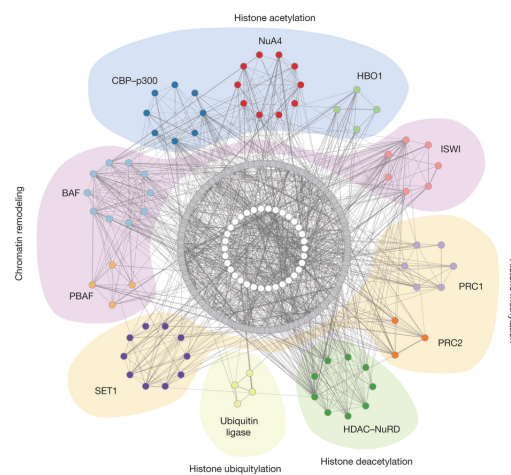 Histone acetylation
NuA4
CBP–p300
HBO1
ISWI
BAF
Chromatin remodeling
PBAF
PRC1
PRC2
SET1
Ubiquitin
ligase
HDAC–NuRD
Histone deacetylation
Histone ubiquitylation